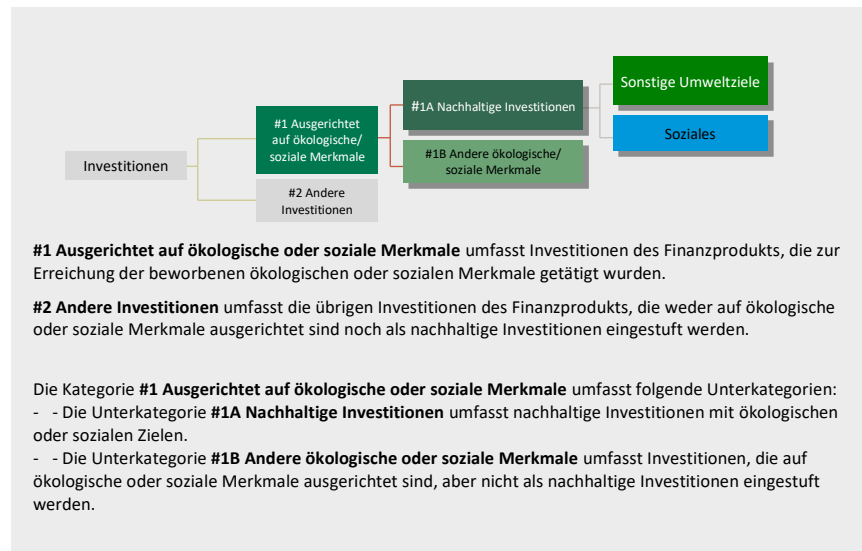 Investitionen
#1 Ausgerichtet
auf ökologische/
soziale Merkmale
#2 Andere
Investitionen
#1A Nachhaltige Investitionen
#1B Andere ökologische/
soziale Merkmale
Sonstige Umweltziele
Soziales
#1 Ausgerichtet auf ökologische oder soziale Merkmale umfasst Investitionen des Finanzprodukts, die zur
Erreichung der beworbenen ökologischen oder sozialen Merkmale getätigt wurden.
#2 Andere Investitionen umfasst die übrigen Investitionen des Finanzprodukts, die weder auf ökologische
oder soziale Merkmale ausgerichtet sind noch als nachhaltige Investitionen eingestuft werden.
Die Kategorie #1 Ausgerichtet auf ökologische oder soziale Merkmale umfasst folgende Unterkategorien:
- - Die Unterkategorie #1A Nachhaltige Investitionen umfasst nachhaltige Investitionen mit ökologischen
oder sozialen Zielen.
- - Die Unterkategorie #1B Andere ökologische oder soziale Merkmale umfasst Investitionen, die auf
ökologische oder soziale Merkmale ausgerichtet sind, aber nicht als nachhaltige Investitionen eingestuft
werden.